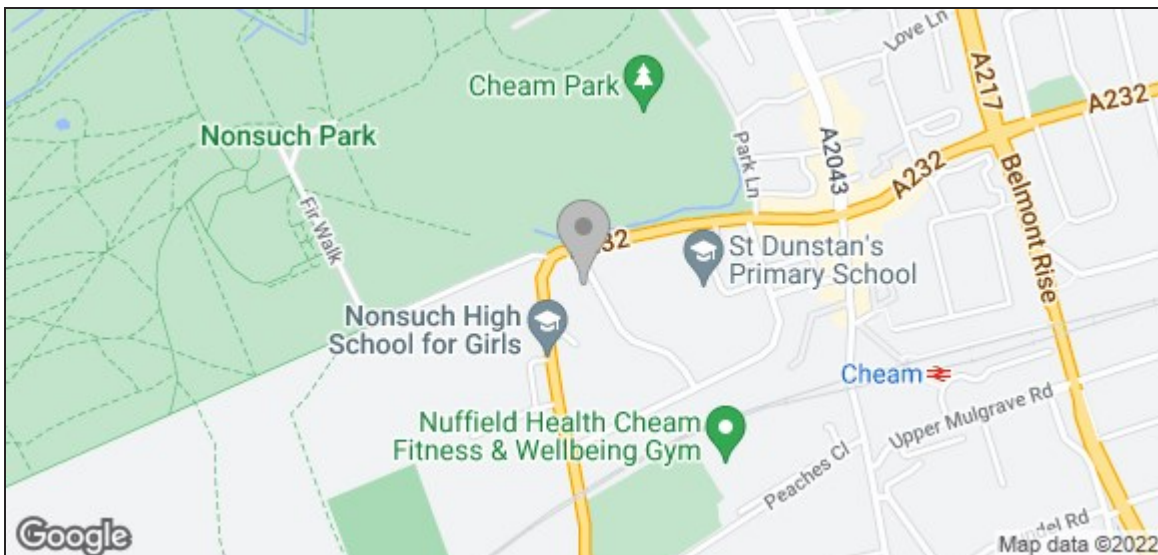 Love Ln
A217
A232
Cheam Park
Nonsuch Park
Park Ln
A2043
A232
Belmont Rise
Fir Walk
St Dunstan's
Primary School
Nonsuch High
School for Girls
Cheam
Nuffield Health Cheam
Fitness & Wellbeing Gym
Upper Mulgrave Rd
Peaches Cl
Rd
Google
Map data ©2022